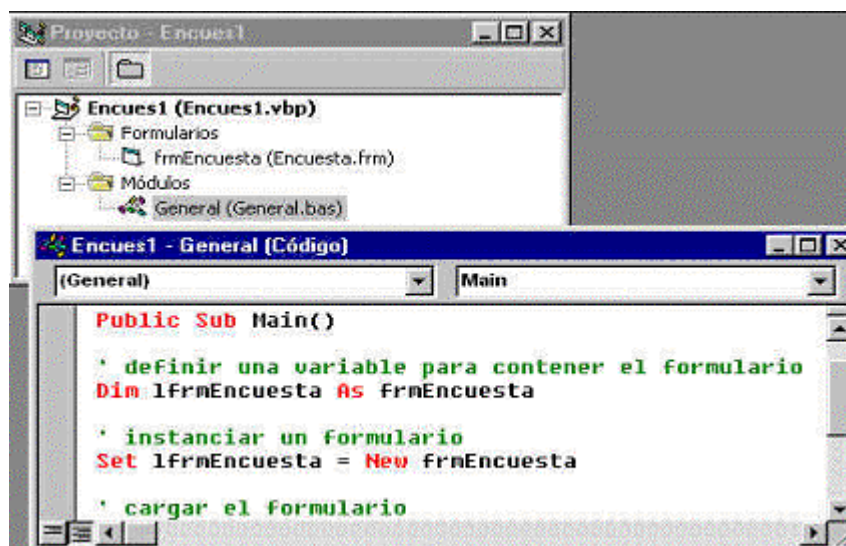 Proyecto - Encues1
Encues1 (Encues1.vbp)
Formularios
frmEncuesta (Encuesta.frm)
Módulos
General (General.bas)
Encues1 - General (Código)
(General) Main
Public Sub Main()
' definir una variable para contener el formulario
Dim lfrmEncuesta As frmEncuesta
' instanciar un formulario
Set lfrmEncuesta = New frmEncuesta
' cargar el formulario